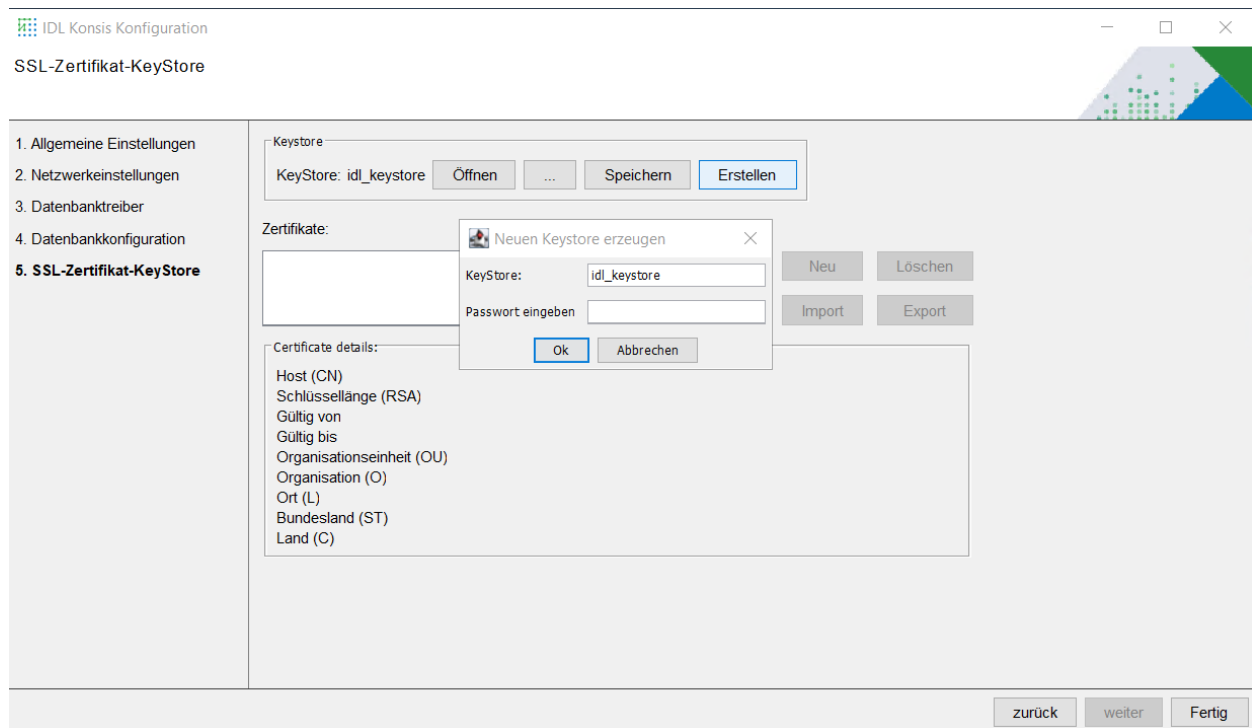 IDL Konsis Konfiguration
SSL-Zertifikat-KeyStore
1. Allgemeine Einstellungen
2. Netzwerkeinstellungen
3. Datenbanktreiber
4. Datenbankkonfiguration
5. SSL-Zertifikat-KeyStore
Keystore
KeyStore: idl_keystore Öffnen ... Speichern Erstellen
Zertifikate:
Neu Löschen
Import Export
Neuen Keystore erzeugen
KeyStore: idl_keystore
Passwort eingeben
Ok Abbrechen
Certificate details:
Host (CN)
Schlüssellänge (RSA)
Gültig von
Gültig bis
Organisationseinheit (OU)
Organisation (O)
Ort (L)
Bundesland (ST)
Land (C)
zurück weiter Fertig